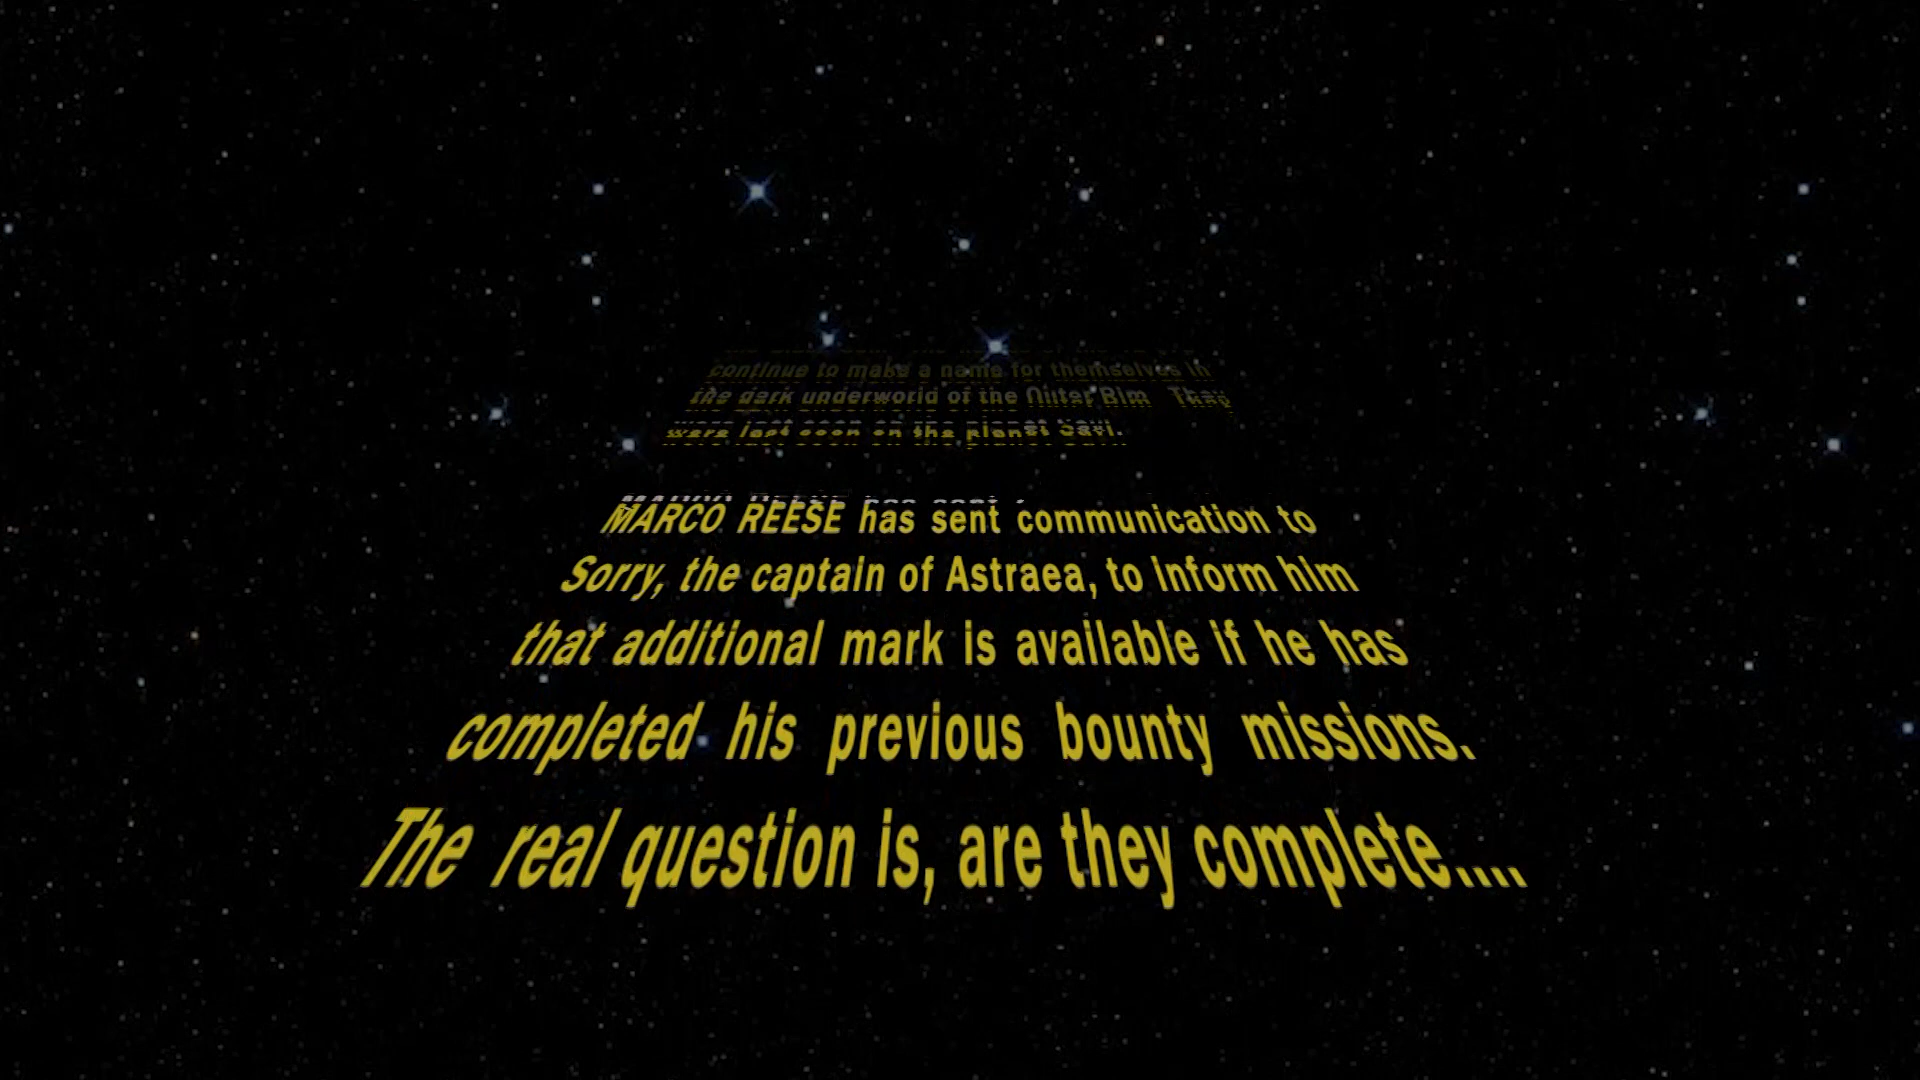 continue to make a name for themselves in
the dark underworld of the Outer Rim They
were last seen on the planet Savi.
MARCO REESE has sent communication to
Sorry, the captain of Astraea, to inform him
that additional mark is available if he has
completed his previous bounty missions.
The real question is, are they complete....